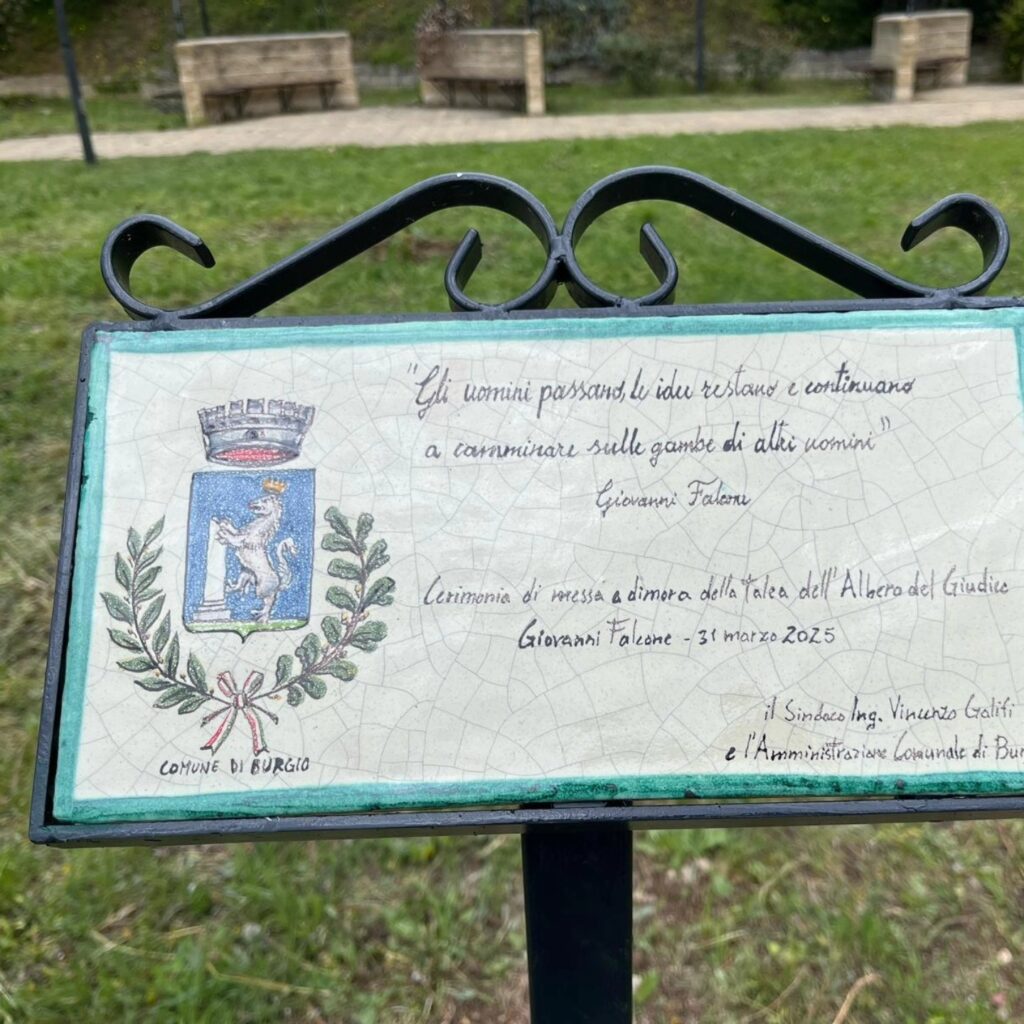 "Gli uomini passano, le idee restano e continuano
a camminare sulle gambe di altri uomini"
Giovanni Falcone
Cerimonia di messa a dimora della talea dell'Albero del Giudice
Giovanni Falcone - 31 marzo 2025
il Sindaco Ing. Vincenzo Galifi
e l'Amministrazione Comunale di Bur
COMUNE DI BURGIO